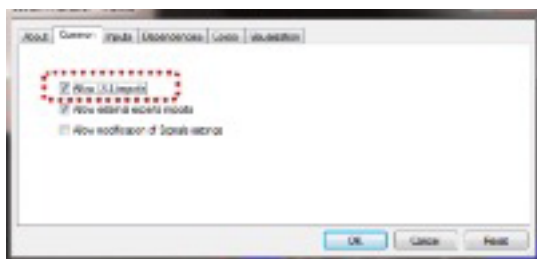 About Common Inputs Dependencies Levels Visualization
Allow DLL imports
Allow external experts imports
Allow modification of Signals settings
OK Cancel Reset